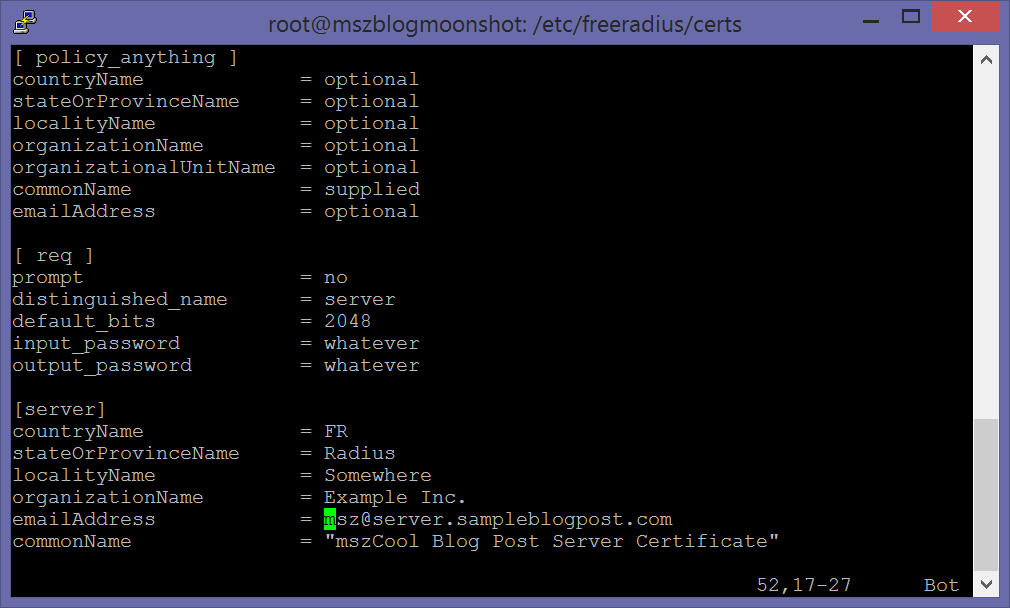 root@mszblogmoonshot: /etc/freeradius/certs
[ policy_anything ]
countryName = optional
stateOrProvinceName = optional
localityName = optional
organizationName = optional
organizationalUnitName = optional
commonName = supplied
emailAddress = optional
[ req ]
prompt = no
distinguished_name = server
default_bits = 2048
input_password = whatever
output_password = whatever
[server]
countryName = FR
stateOrProvinceName = Radius
localityName = Somewhere
organizationName = Example Inc.
emailAddress = msz@server.sampleblogpost.com
commonName = "mszCool Blog Post Server Certificate"
52,17-27 Bot